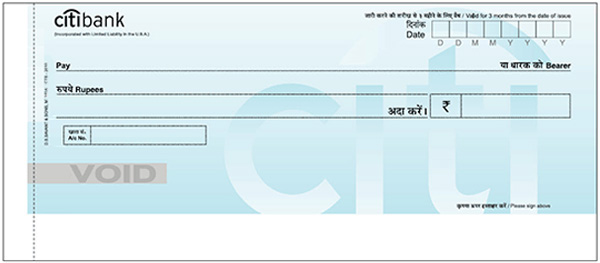 citibank
(Incorporated with Limited Liability in the U.S.A.)
जारी करने की तारीख से ३ महीने के लिए वैध / Valid for 3 months from the date of issue
दिनांक
Date
D D M M Y Y Y Y
Pay या धारक को Bearer
रुपये Rupees
अदा करें। ₹
खाता सं.
A/c No.
VOID
citi
कृपया ऊपर हस्ताक्षर करें / Please sign above